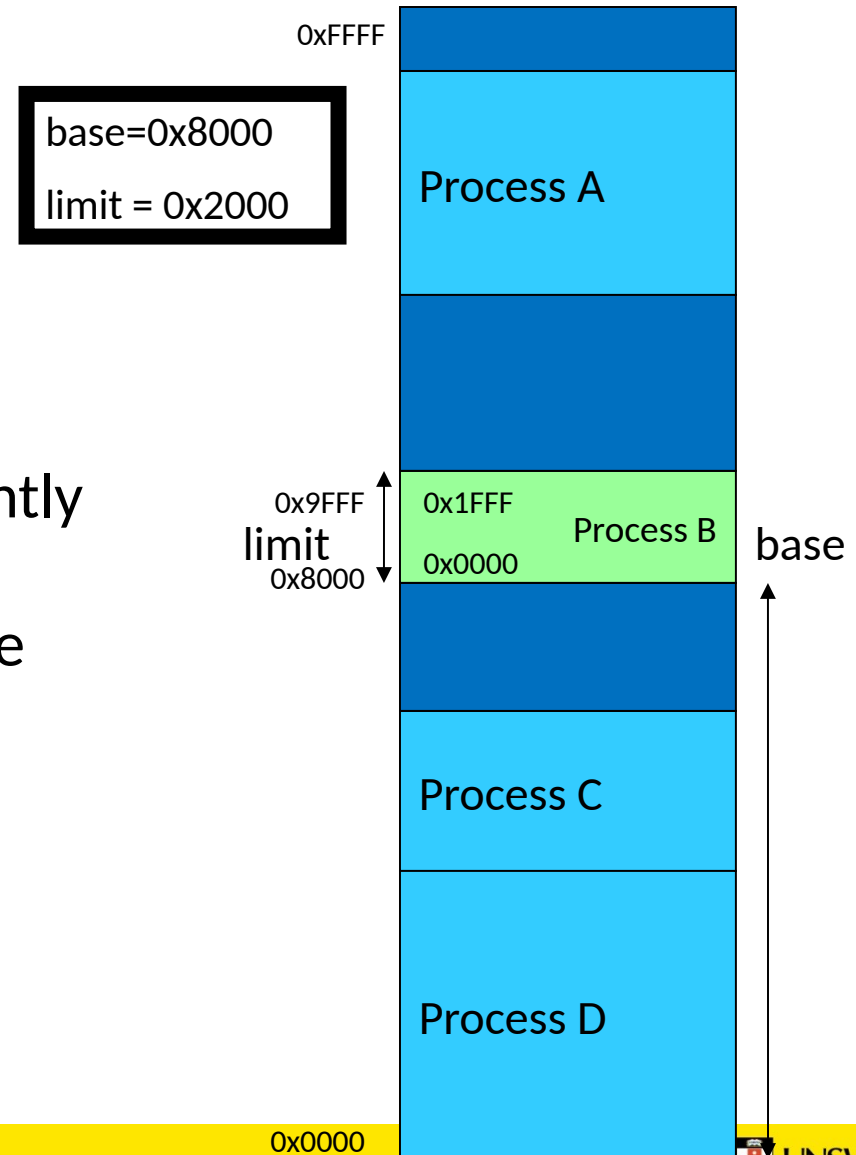 0xFFFF
base=0x8000
limit = 0x2000
Process A
ntly
0x9FFF
0x1FFF
limit
Process B
base
0x8000
0x0000
e
Process C
Process D
0x0000